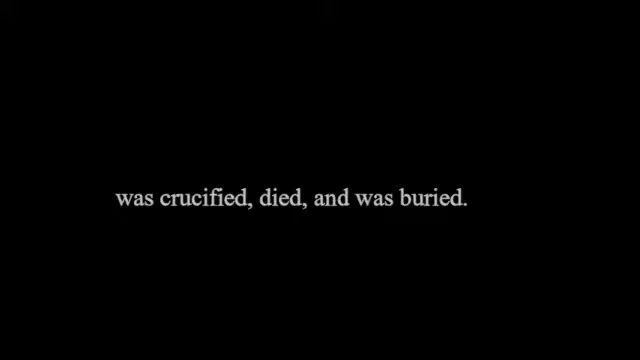 was crucified, died, and was buried.